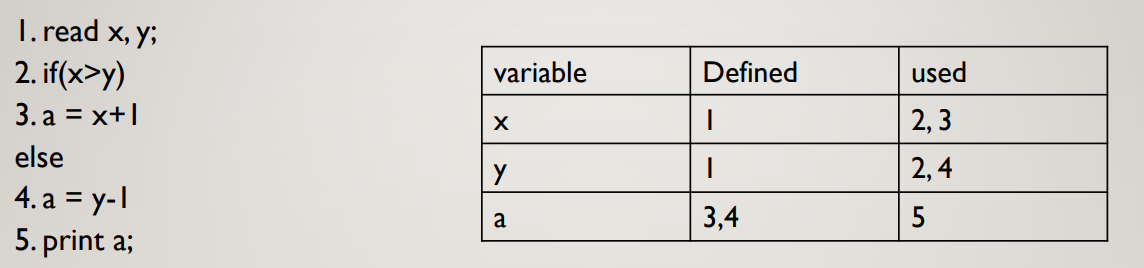 1. read x, y;
2. if(x>y)
3. a = x+1
else
4. a = y-1
5. print a;
variable Defined used
x 1 2, 3
y 1 2, 4
a 3,4 5